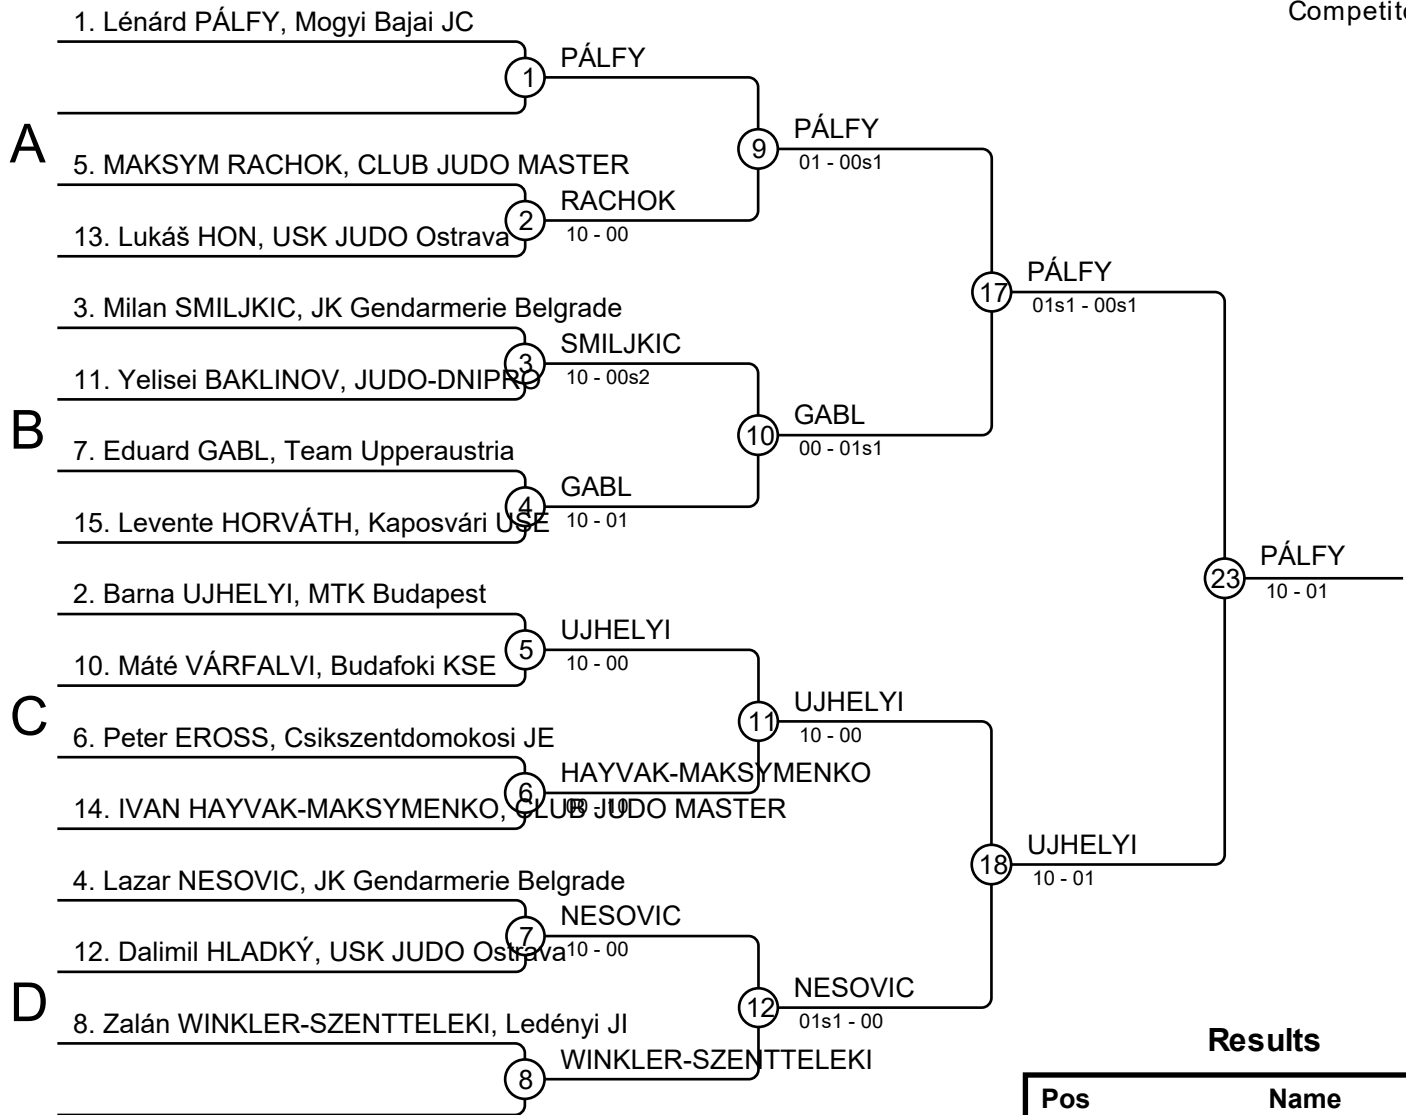 Competit
1. Lénárd PÁLFY, Mogyi Bajai JC
1
PÁLFY
A
5. MAKSYM RACHOK, CLUB JUDO MASTER
2
RACHOK
10 - 00
13. Lukáš HON, USK JUDO Ostrava
9
PÁLFY
01 - 00s1
3. Milan SMILJKIC, JK Gendarmerie Belgrade
3
SMILJKIC
10 - 00s2
11. Yelisei BAKLINOV, JUDO-DNIPRO
B
7. Eduard GABL, Team Upperaustria
4
GABL
10 - 01
15. Levente HORVÁTH, Kaposvári USE
10
GABL
00 - 01s1
17
PÁLFY
01s1 - 00s1
2. Barna UJHELYI, MTK Budapest
5
UJHELYI
10 - 00
10. Máté VÁRFALVI, Budafoki KSE
C
6. Peter EROSS, Csikszentdomokosi JE
6
HAYVAK-MAKSYMENKO
00 - 10
14. IVAN HAYVAK-MAKSYMENKO, CLUB JUDO MASTER
11
UJHELYI
10 - 00
4. Lazar NESOVIC, JK Gendarmerie Belgrade
7
NESOVIC
10 - 00
12. Dalimil HLADKÝ, USK JUDO Ostrava
D
8. Zalán WINKLER-SZENTTELEKI, Ledényi JI
8
WINKLER-SZENTTELEKI
12
NESOVIC
01s1 - 00
18
UJHELYI
10 - 01
23
PÁLFY
10 - 01
Results
Pos Name